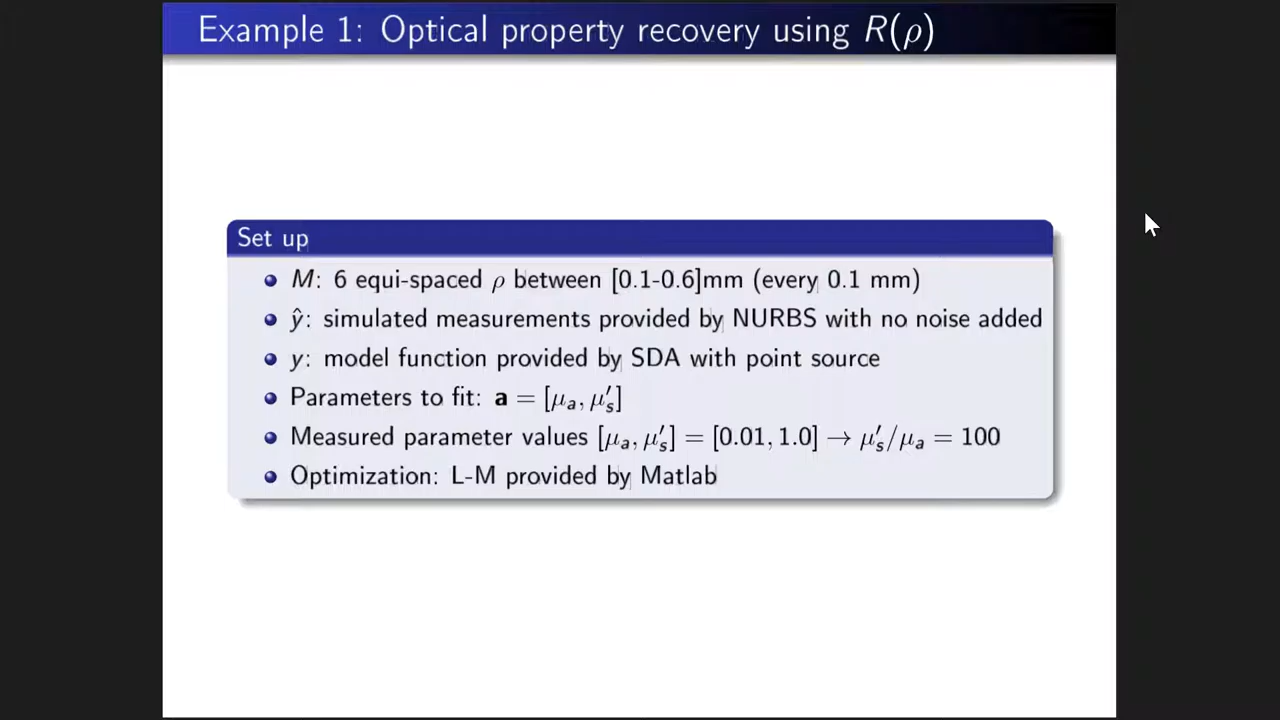 Example 1: Optical property recovery using R(ρ)
Set up
M: 6 equi-spaced ρ between [0.1-0.6]mm (every 0.1 mm)
ŷ: simulated measurements provided by NURBS with no noise added
y: model function provided by SDA with point source
Parameters to fit: a = [μₐ, μ′ₛ]
Measured parameter values [μₐ, μ′ₛ] = [0.01, 1.0] → μ′ₛ/μₐ = 100
Optimization: L-M provided by Matlab